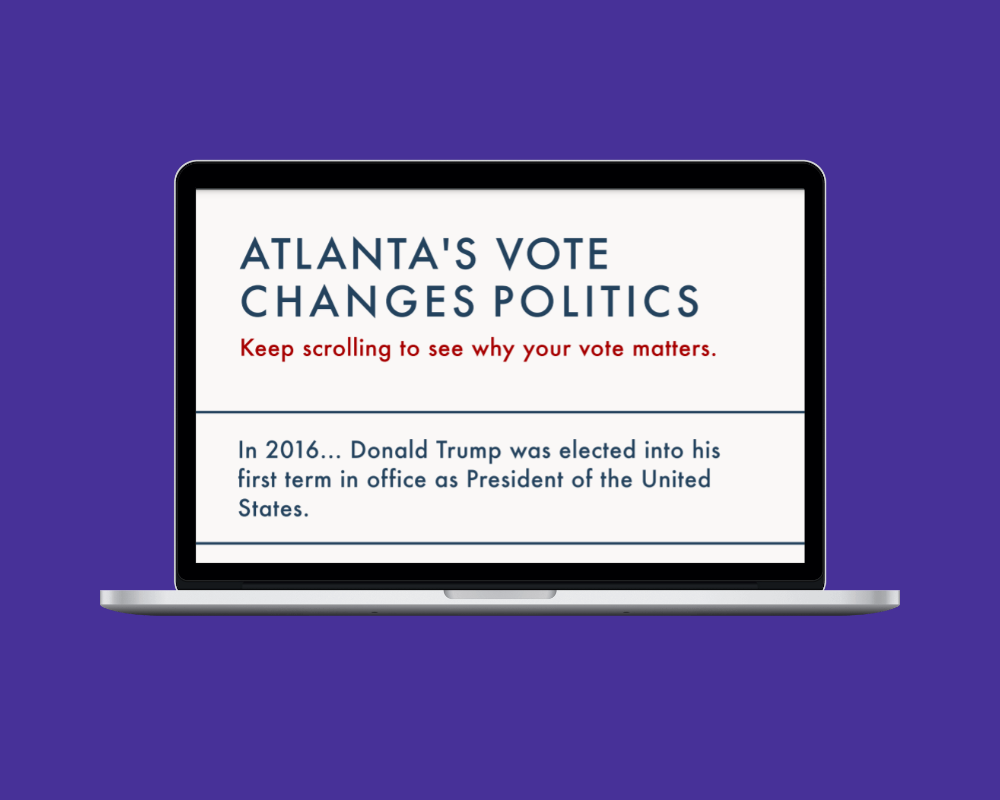 ATLANTA'S VOTE
CHANGES POLITICS
Keep scrolling to see why your vote matters.
In 2016... Donald Trump was elected into his
first term in office as President of the United
States.